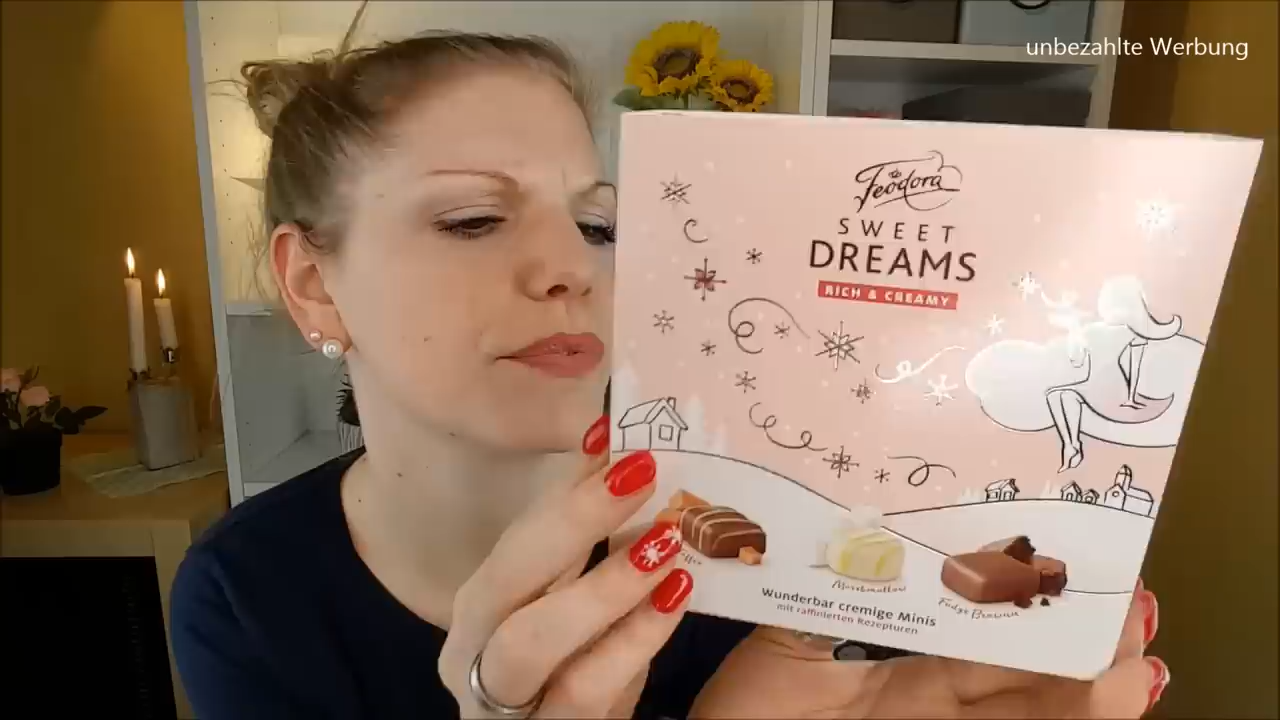 unbezahlte Werbung
Feodora
SWEET
DREAMS
RICH & CREAMY
Marshmallow
Fudge Brownie
Wunderbar cremige Minis
mit raffinierten Rezepturen